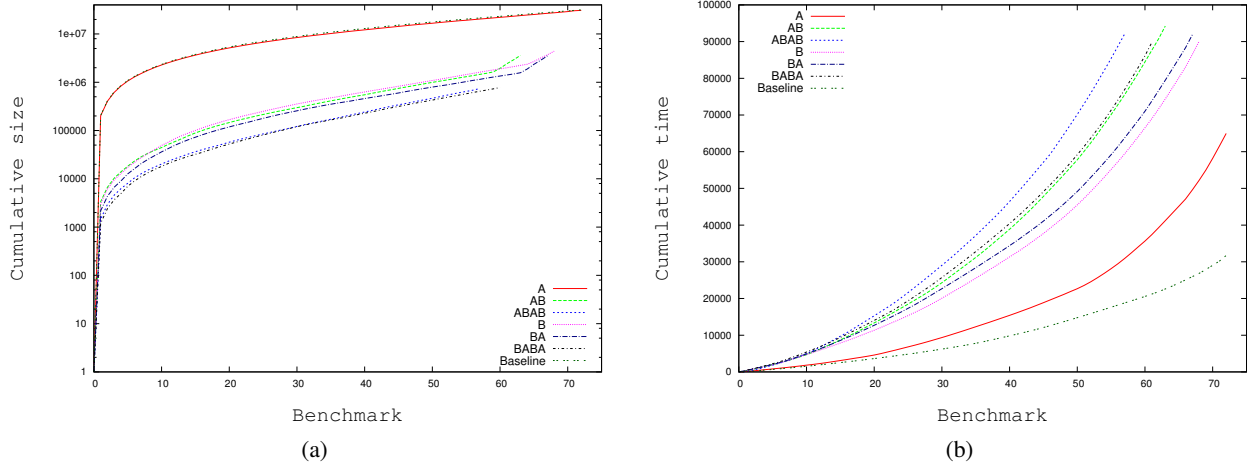 Cumulative size
1e+07
1e+06
100000
10000
1000
100
10
1
0
10
20
30
40
50
60
70
A
AB
ABAB
B
BA
BABA
Baseline
Benchmark
(a)
Cumulative time
100000
90000
80000
70000
60000
50000
40000
30000
20000
10000
0
0
10
20
30
40
50
60
70
A
AB
ABAB
B
BA
BABA
Baseline
Benchmark
(b)